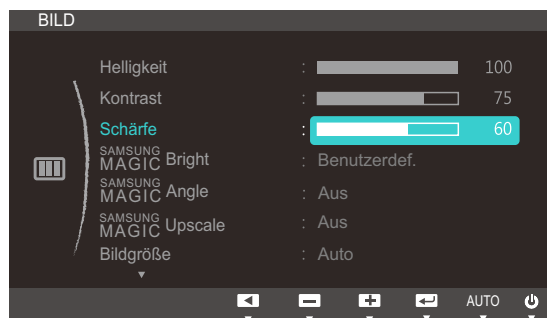 BILD
Helligkeit : 100
Kontrast : 75
Schärfe : 60
SAMSUNG MAGIC Bright : Benutzerdef.
SAMSUNG MAGIC Angle : Aus
SAMSUNG MAGIC Upscale : Aus
Bildgröße : Auto
AUTO